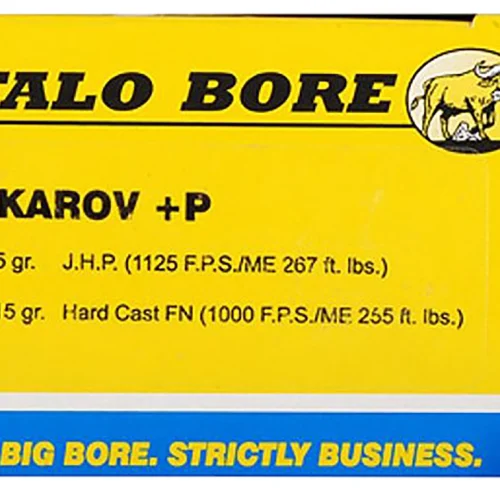 FALO BORE
KAROV +P
5 gr. J.H.P. (1125 F.P.S./ME 267 ft. lbs.)
15 gr. Hard Cast FN (1000 F.P.S./ME 255 ft. lbs.)
BIG BORE. STRICTLY BUSINESS.